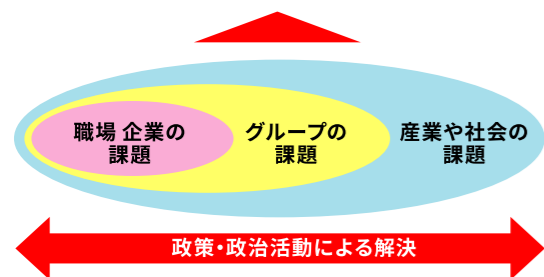 職場 企業の
課題
グループの
課題
産業や社会の
課題
政策・政治活動による解決